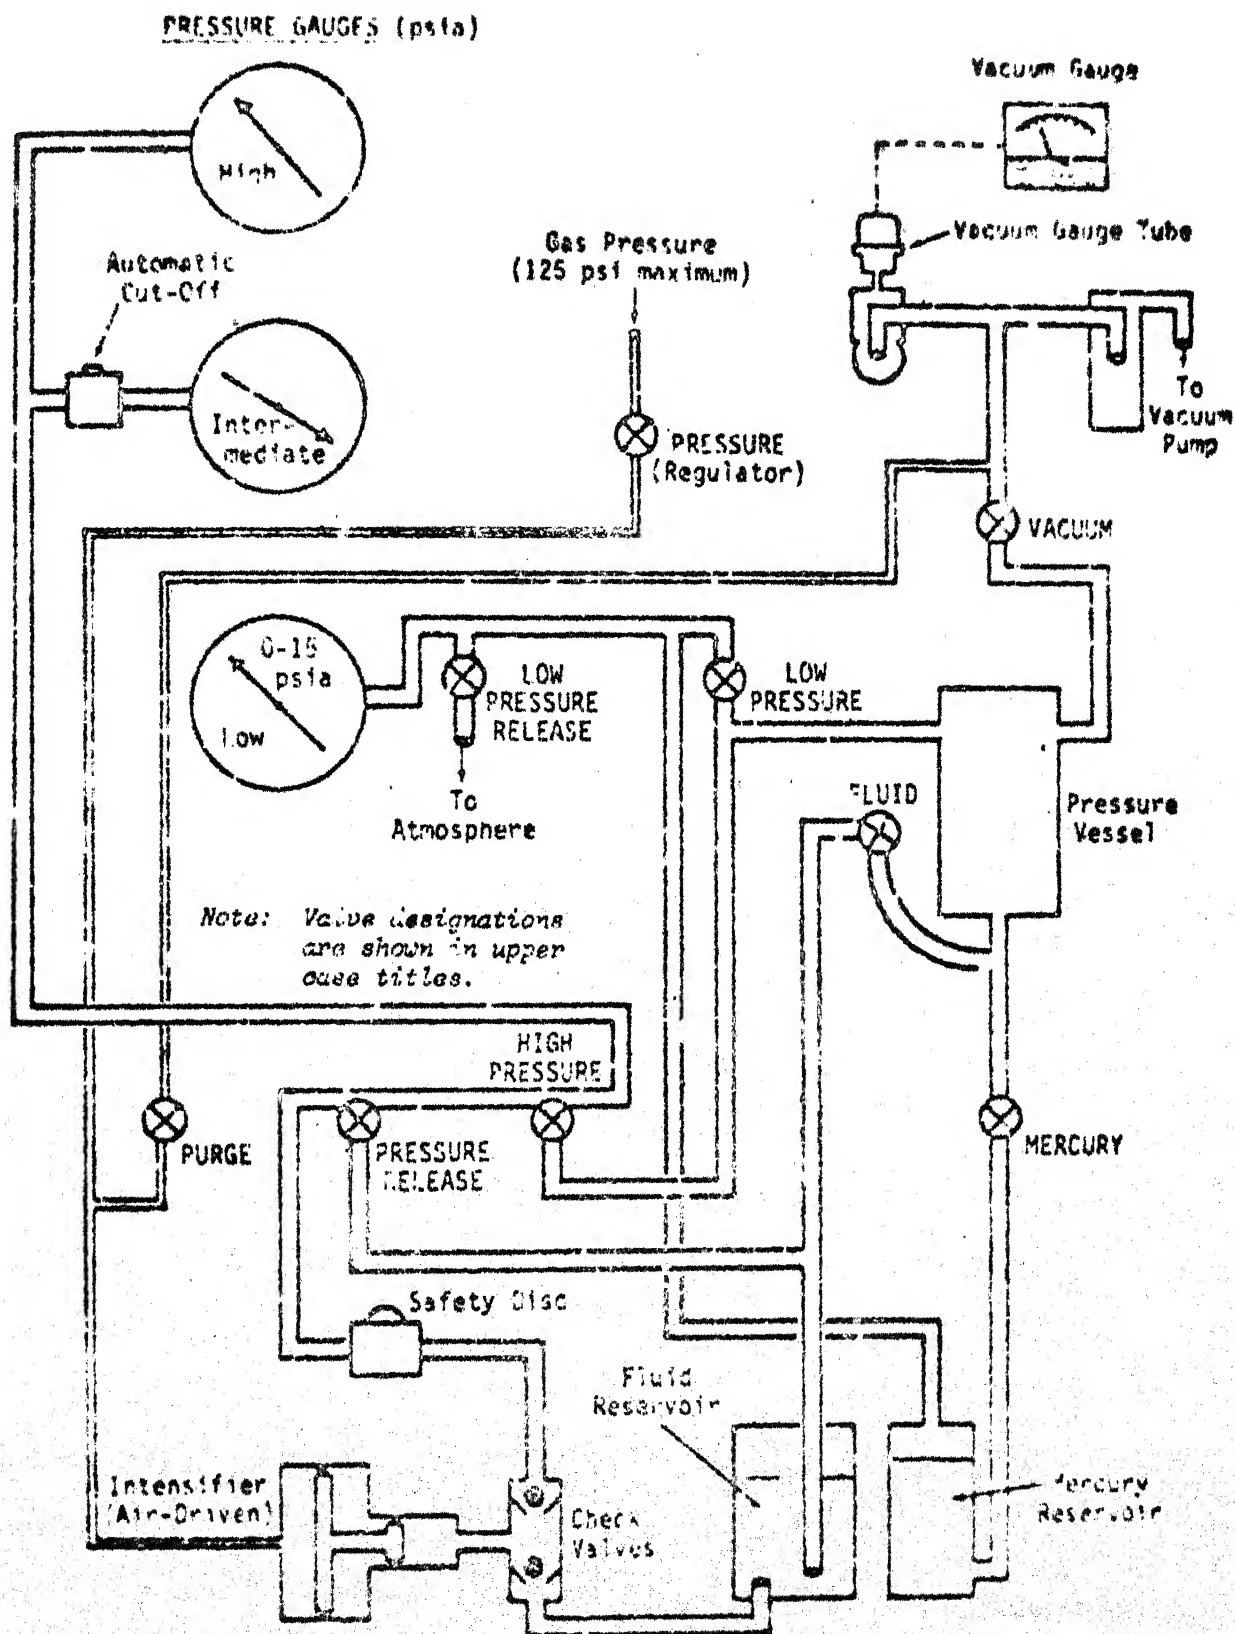 PRESSURE GAUGES (psia)
High
Automatic
Cut-Off
Inter-
mediate
Gas Pressure
(125 psi maximum)
PRESSURE
(Regulator)
Vacuum Gauge
Vacuum Gauge Tube
To
Vacuum
Pump
VACUUM
0-15
psia
Low
LOW
PRESSURE
RELEASE
To
Atmosphere
LOW
PRESSURE
FLUID
Pressure
Vessel
Note: Valve designations
are shown in upper
case titles.
HIGH
PRESSURE
PURGE
PRESSURE
RELEASE
MERCURY
Safety Disc
Fluid
Reservoir
Intensifier
(Air-Driven)
Check
Valves
Mercury
Reservoir